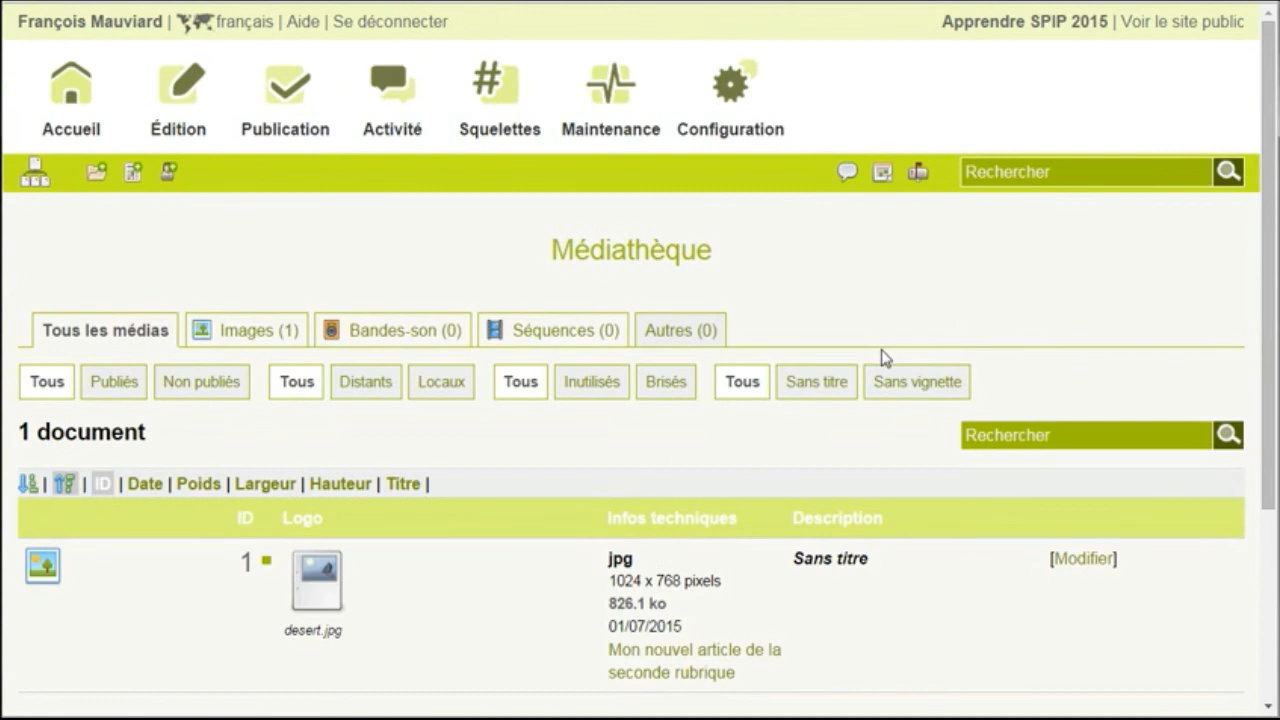 François Mauviard | français | Aide | Se déconnecter
Apprendre SPIP 2015 | Voir le site public
Accueil
Édition
Publication
Activité
#
Squelettes
Maintenance
Configuration
Rechercher
Médiathèque
Tous les médias
Images (1)
Bandes-son (0)
Séquences (0)
Autres (0)
Tous Publiés Non publiés
Tous Distants Locaux
Tous Inutilisés Brisés
Tous Sans titre Sans vignette
1 document
Rechercher
| | ID | Date | Poids | Largeur | Hauteur | Titre |
ID Logo Infos techniques Description
1
desert.jpg
jpg
1024 x 768 pixels
826.1 ko
01/07/2015
Mon nouvel article de la
seconde rubrique
Sans titre
[Modifier]